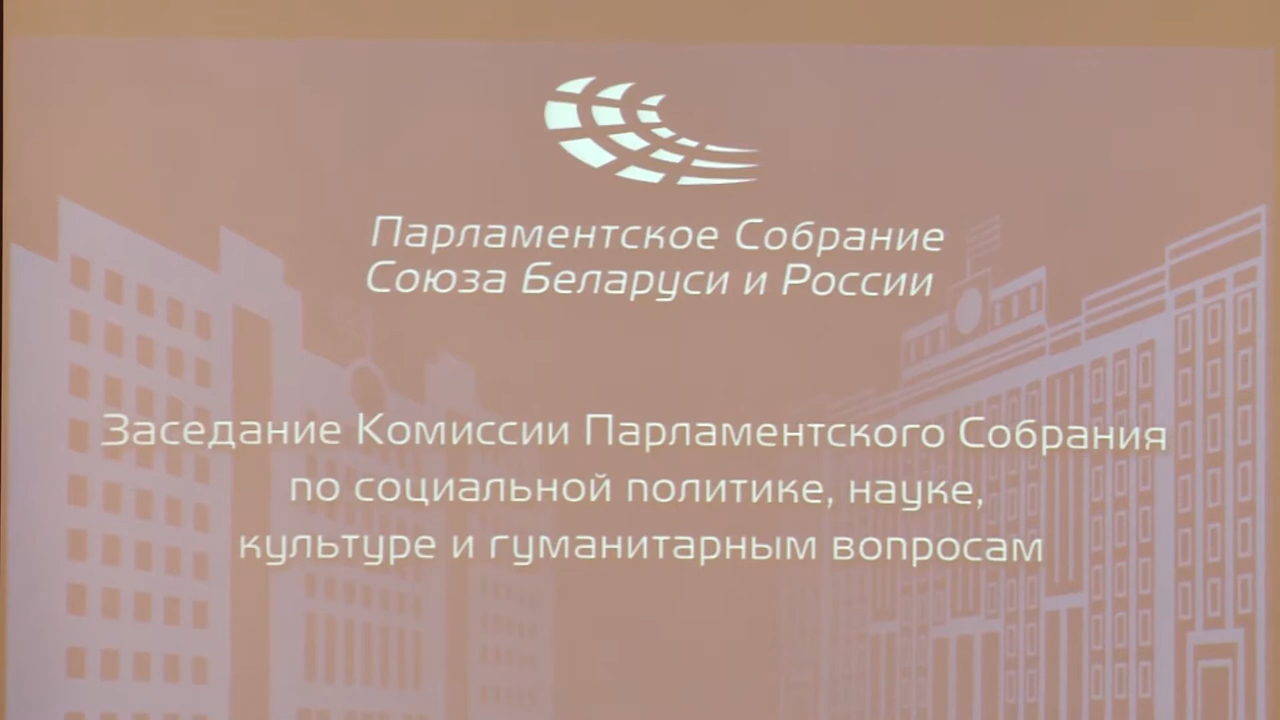 Парламентское Собрание
Союза Беларуси и России
Заседание Комиссии Парламентского Собрания
по социальной политике, науке,
культуре и гуманитарным вопросам